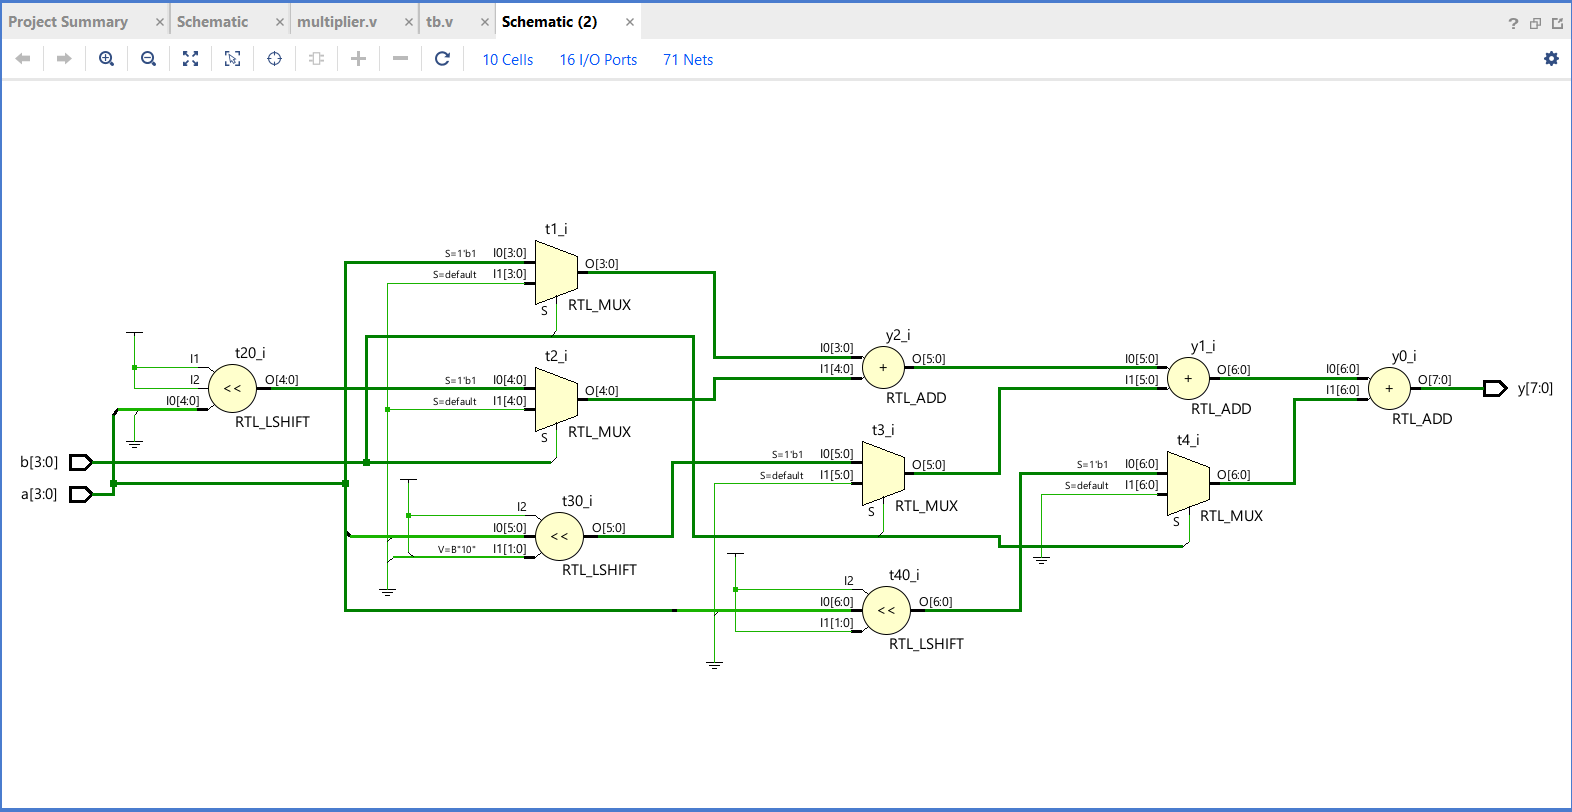 Project Summary × Schematic × multiplier.v × tb.v × Schematic (2) × ?
10 Cells 16 I/O Ports 71 Nets
t1_i
S=1'b1 I0[3:0]
S=default I1[3:0]
O[3:0]
S
RTL_MUX
t20_i
I1
I2
I0[4:0]
<<
O[4:0]
RTL_LSHIFT
t2_i
S=1'b1 I0[4:0]
S=default I1[4:0]
O[4:0]
S
RTL_MUX
y2_i
I0[3:0]
I1[4:0]
+
O[5:0]
RTL_ADD
y1_i
I0[5:0]
I1[5:0]
+
O[6:0]
RTL_ADD
y0_i
I0[6:0]
I1[6:0]
+
O[7:0]
RTL_ADD
y[7:0]
b[3:0]
a[3:0]
t30_i
I2
I0[5:0]
V=B"10" I1[1:0]
<<
O[5:0]
RTL_LSHIFT
t3_i
S=1'b1 I0[5:0]
S=default I1[5:0]
O[5:0]
S
RTL_MUX
t4_i
S=1'b1 I0[6:0]
S=default I1[6:0]
O[6:0]
S
RTL_MUX
t40_i
I2
I0[6:0]
I1[1:0]
<<
O[6:0]
RTL_LSHIFT